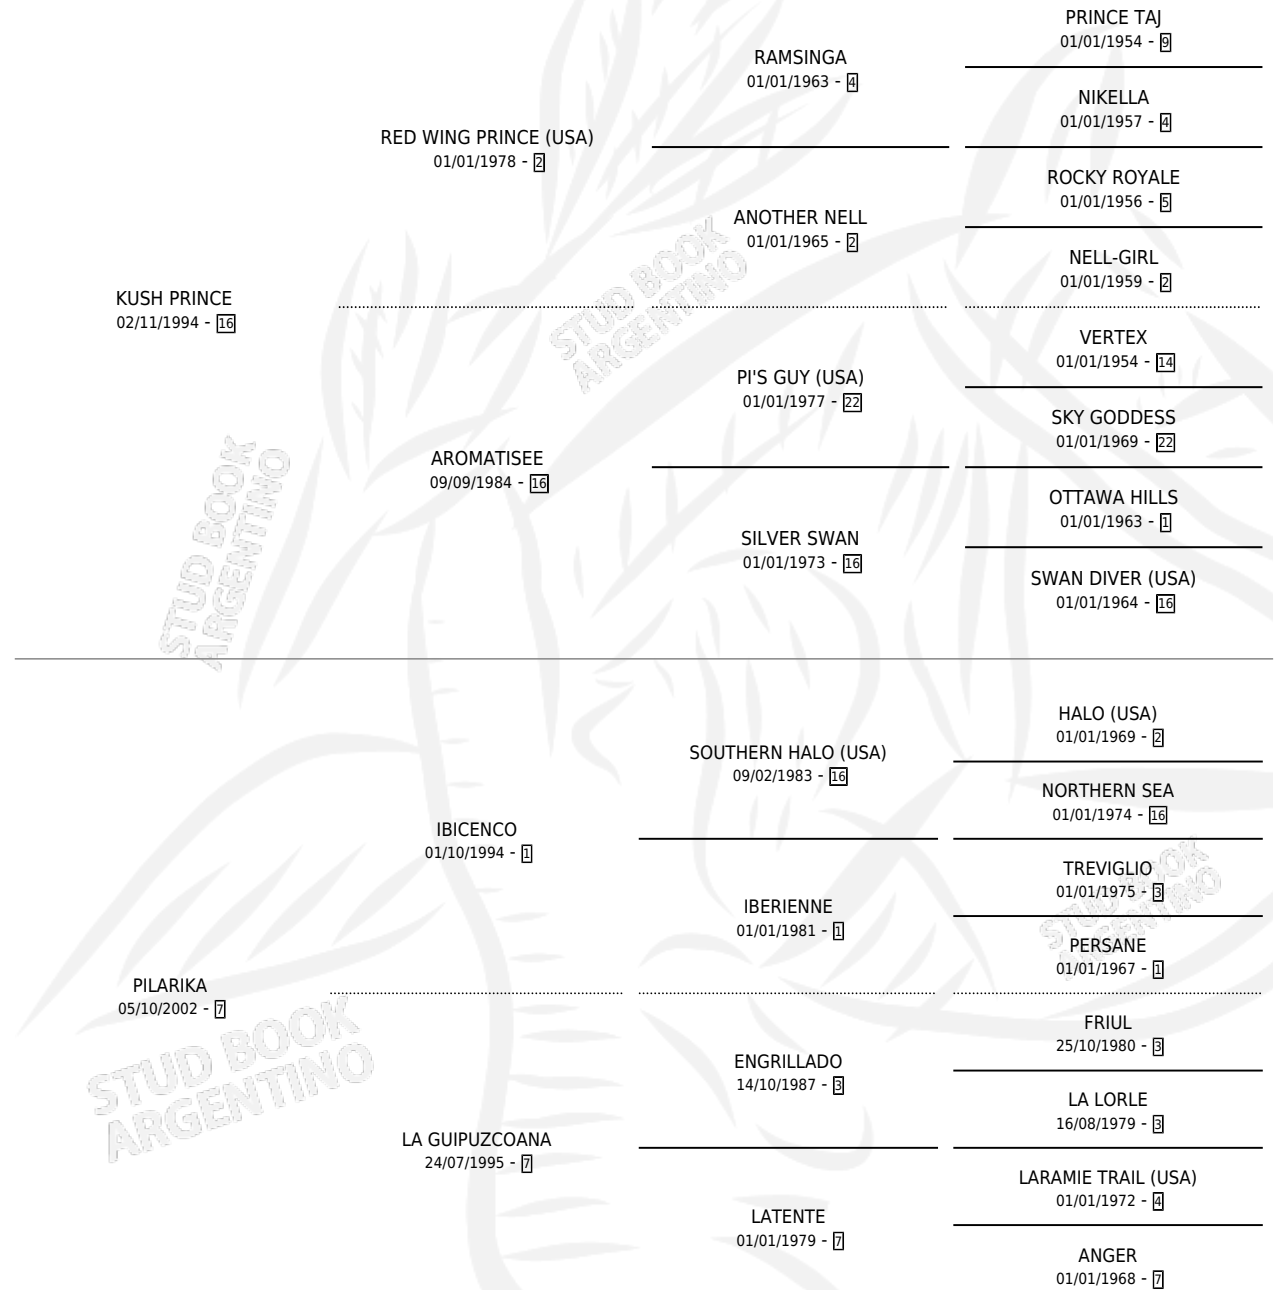 PRINCE TAJ
01/01/1954 - 9
RAMSINGA
01/01/1963 - 4
NIKELLA
01/01/1957 - 4
RED WING PRINCE (USA)
01/01/1978 - 2
ROCKY ROYALE
01/01/1956 - 5
ANOTHER NELL
01/01/1965 - 2
NELL-GIRL
01/01/1959 - 2
KUSH PRINCE
02/11/1994 - 16
STUD BOOK
ARGENTINO
VERTEX
01/01/1954 - 14
PI'S GUY (USA)
01/01/1977 - 22
SKY GODDESS
01/01/1969 - 22
AROMATISEE
09/09/1984 - 16
OTTAWA HILLS
01/01/1963 - 1
SILVER SWAN
01/01/1973 - 16
SWAN DIVER (USA)
01/01/1964 - 16
STUD BOOK
ARGENTINO
HALO (USA)
01/01/1969 - 2
SOUTHERN HALO (USA)
09/02/1983 - 16
NORTHERN SEA
01/01/1974 - 16
IBICENCO
01/10/1994 - 1
TREVIGLIO
01/01/1975 - 3
IBERIENNE
01/01/1981 - 1
PERSANE
01/01/1967 - 1
STUD BOOK
ARGENTINO
PILARIKA
05/10/2002 - 7
FRIUL
25/10/1980 - 3
ENGRILLADO
14/10/1987 - 3
LA LORLE
16/08/1979 - 3
STUD BOOK
ARGENTINO
LA GUIPUZCOANA
24/07/1995 - 7
LARAMIE TRAIL (USA)
01/01/1972 - 4
LATENTE
01/01/1979 - 7
ANGER
01/01/1968 - 7